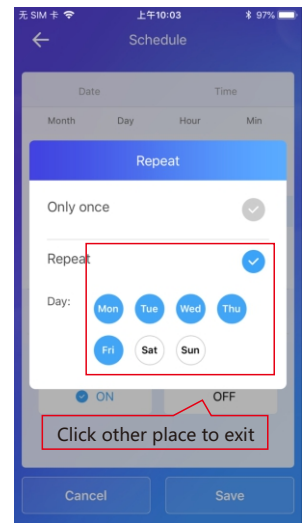 无 SIM 卡 上午10:03 97%
Schedule
Date Time
Month Day Hour Min
Repeat
Only once
Repeat
Day: Mon Tue Wed Thu
Fri Sat Sun
ON OFF
Click other place to exit
Cancel Save